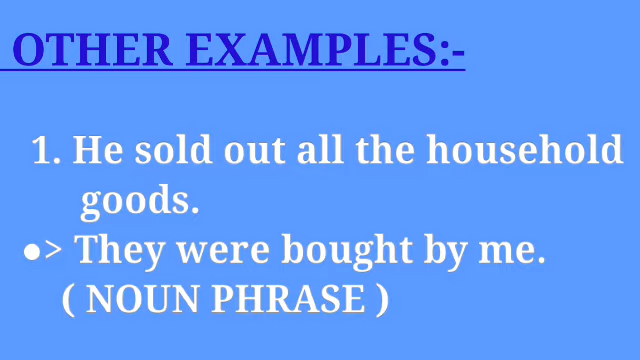 OTHER EXAMPLES:-
1. He sold out all the household
goods.
●> They were bought by me.
( NOUN PHRASE )